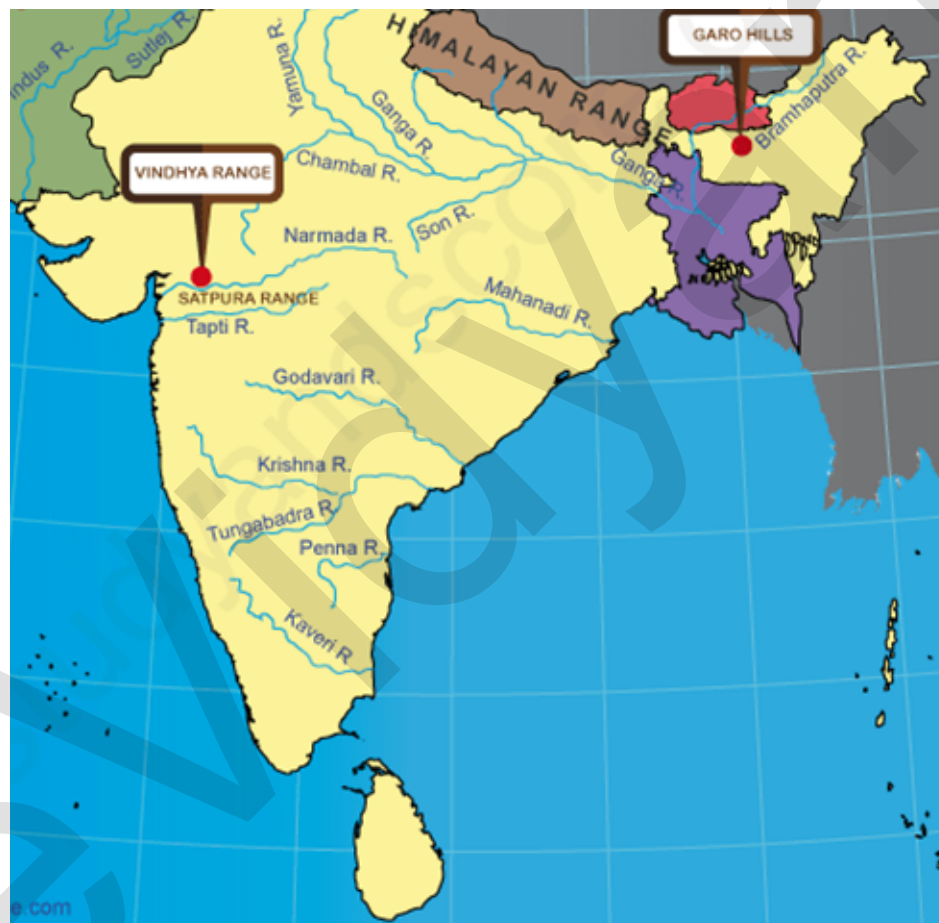 GARO HILLS
HIMALAYAN RANGE
Indus R.
Sutlej R.
Yamuna R.
Ganga R.
Bramhaputra R.
VINDHYA RANGE
Chambal R.
Ganga R.
Son R.
Narmada R.
SATPURA RANGE
Tapti R.
Mahanadi R.
Godavari R.
Krishna R.
Tungabadra R.
Penna R.
Kaveri R
e.com